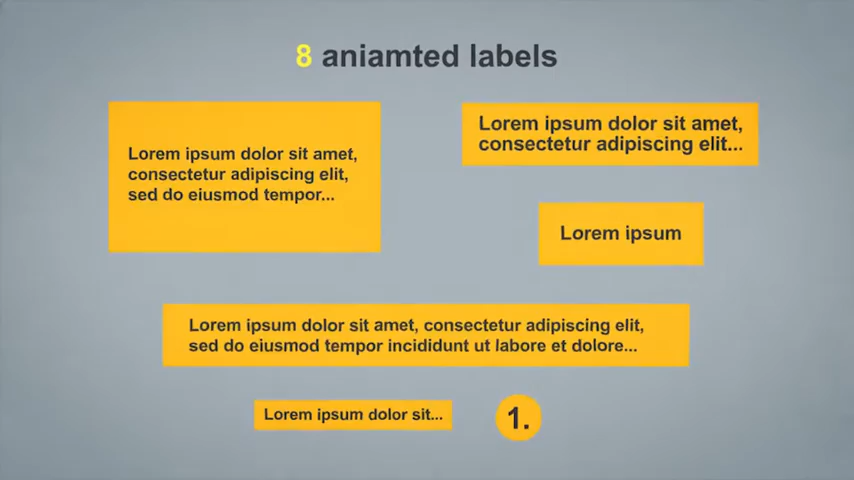 8 aniamted labels
Lorem ipsum dolor sit amet,
consectetur adipiscing elit,
sed do eiusmod tempor...
Lorem ipsum dolor sit amet,
consectetur adipiscing elit...
Lorem ipsum
Lorem ipsum dolor sit amet, consectetur adipiscing elit,
sed do eiusmod tempor incididunt ut labore et dolore...
Lorem ipsum dolor sit...
1.